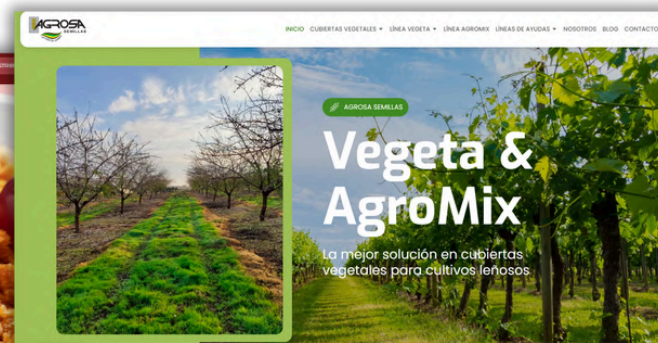 AGROSA
SEMILLAS
INICIO CUBIERTAS VEGETALES LÍNEA VEGETA LÍNEA AGROMIX LÍNEAS DE AYUDAS NOSOTROS BLOG CONTACTO
AGROSA SEMILLAS
Vegeta &
AgroMix
La mejor solución en cubiertas
vegetales para cultivos leñosos